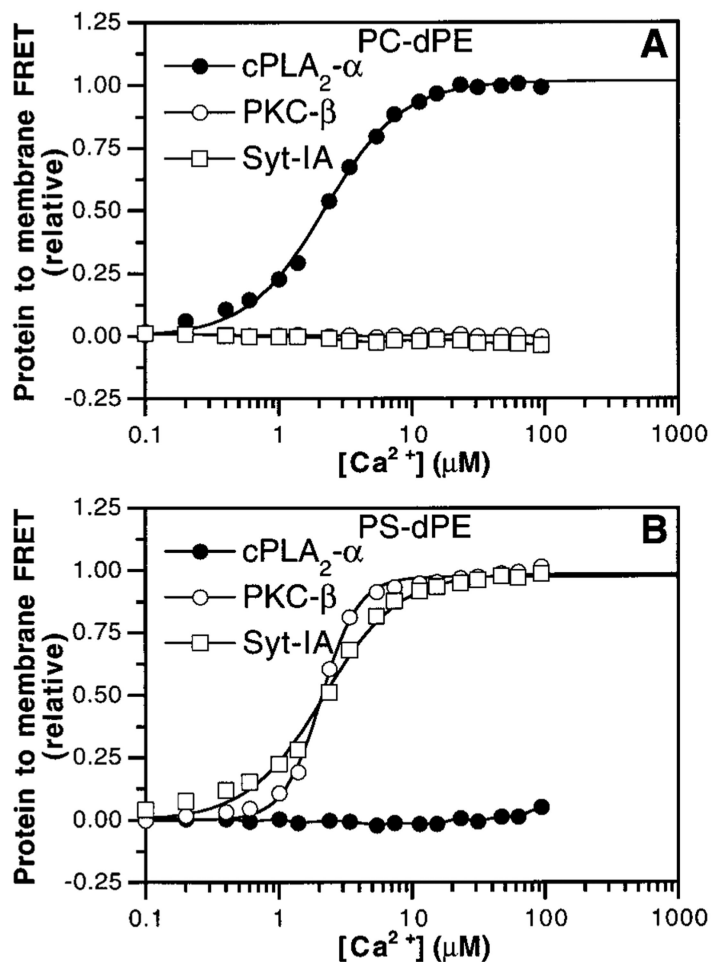 PC-dPE
A
cPLA₂-α
PKC-β
Syt-IA
1.25
1.00
0.75
0.50
0.25
0.00
-0.25
Protein to membrane FRET
(relative)
0.1 1 10 100 1000
[Ca²⁺] (μM)
PS-dPE
B
cPLA₂-α
PKC-β
Syt-IA
1.25
1.00
0.75
0.50
0.25
0.00
-0.25
Protein to membrane FRET
(relative)
0.1 1 10 100 1000
[Ca²⁺] (μM)